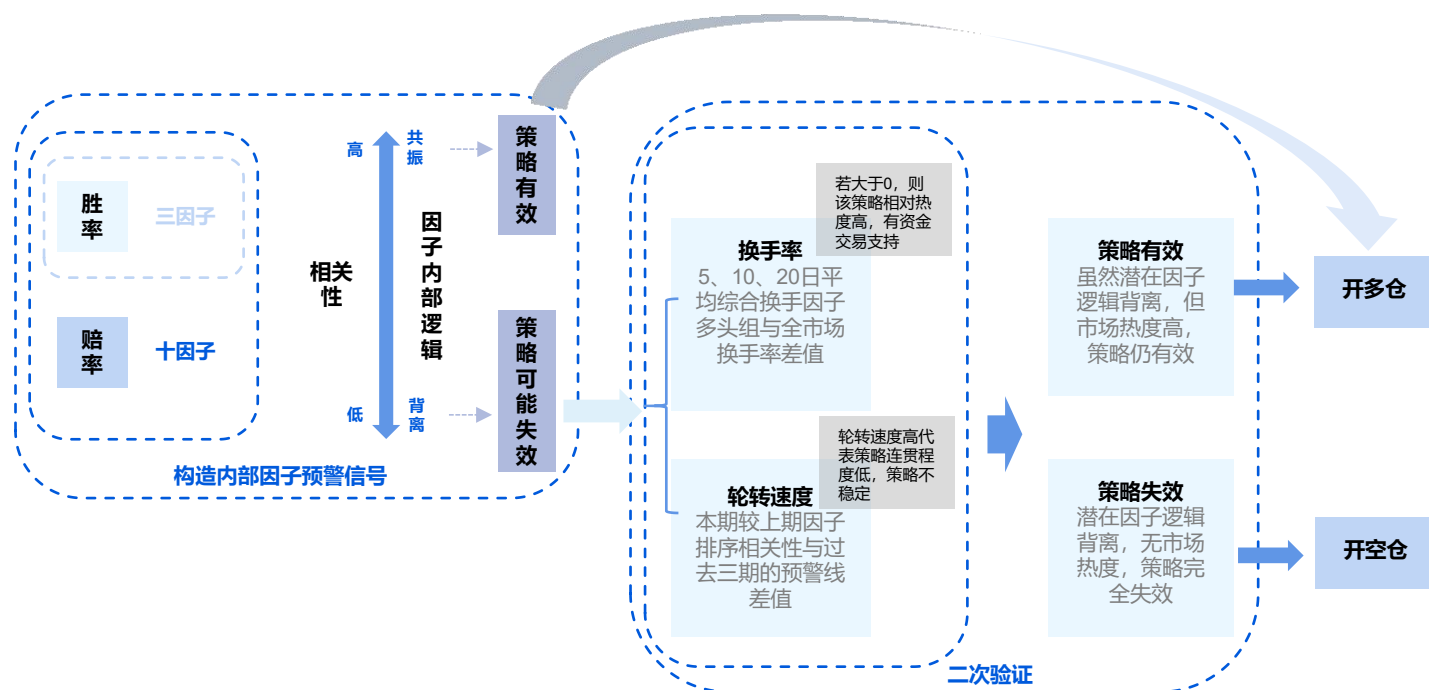 胜
率
三因子
赔
率
十因子
相关
性
高
共
振
低
背
离
因
子
内
部
逻
辑
策
略
有
效
策
略
可
能
失
效
构造内部因子预警信号
若大于0，则
该策略相对热
度高，有资金
交易支持
换手率
5、10、20日平
均综合换手因子
多头组与全市场
换手率差值
轮转速度高代
表策略连贯程
度低，策略不
稳定
轮转速度
本期较上期因子
排序相关性与过
去三期的预警线
差值
策略有效
虽然潜在因子
逻辑背离，但
市场热度高，
策略仍有效
策略失效
潜在因子逻辑
背离，无市场
热度，策略完
全失效
二次验证
开多仓
开空仓